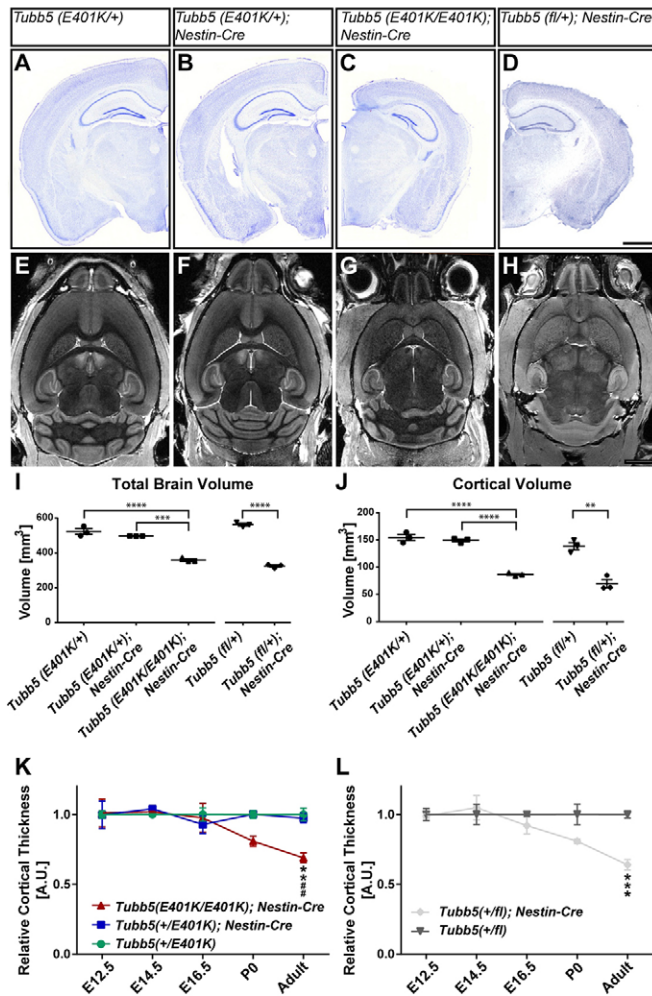 Tubb5 (E401K/+)
Tubb5 (E401K/+);
Nestin-Cre
Tubb5 (E401K/E401K);
Nestin-Cre
Tubb5 (fl/+); Nestin-Cre
A
B
C
D
E
F
G
H
I
Total Brain Volume
Volume [mm³]
600
400
200
0
****
***
****
Tubb5 (E401K/+)
Tubb5 (E401K/+);
Nestin-Cre
Tubb5 (E401K/E401K);
Nestin-Cre
Tubb5 (fl/+)
Tubb5 (fl/+);
Nestin-Cre
J
Cortical Volume
Volume [mm³]
200
150
100
50
0
****
****
**
Tubb5 (E401K/+)
Tubb5 (E401K/+);
Nestin-Cre
Tubb5 (E401K/E401K);
Nestin-Cre
Tubb5 (fl/+)
Tubb5 (fl/+);
Nestin-Cre
K
Relative Cortical Thickness
[A.U.]
1.0
0.5
0.0
**##
Tubb5(E401K/E401K); Nestin-Cre
Tubb5(+/E401K); Nestin-Cre
Tubb5(+/E401K)
E12.5
E14.5
E16.5
P0
Adult
L
Relative Cortical Thickness
[A.U.]
1.0
0.5
0.0
***
Tubb5(+/fl); Nestin-Cre
Tubb5(+/fl)
E12.5
E14.5
E16.5
P0
Adult